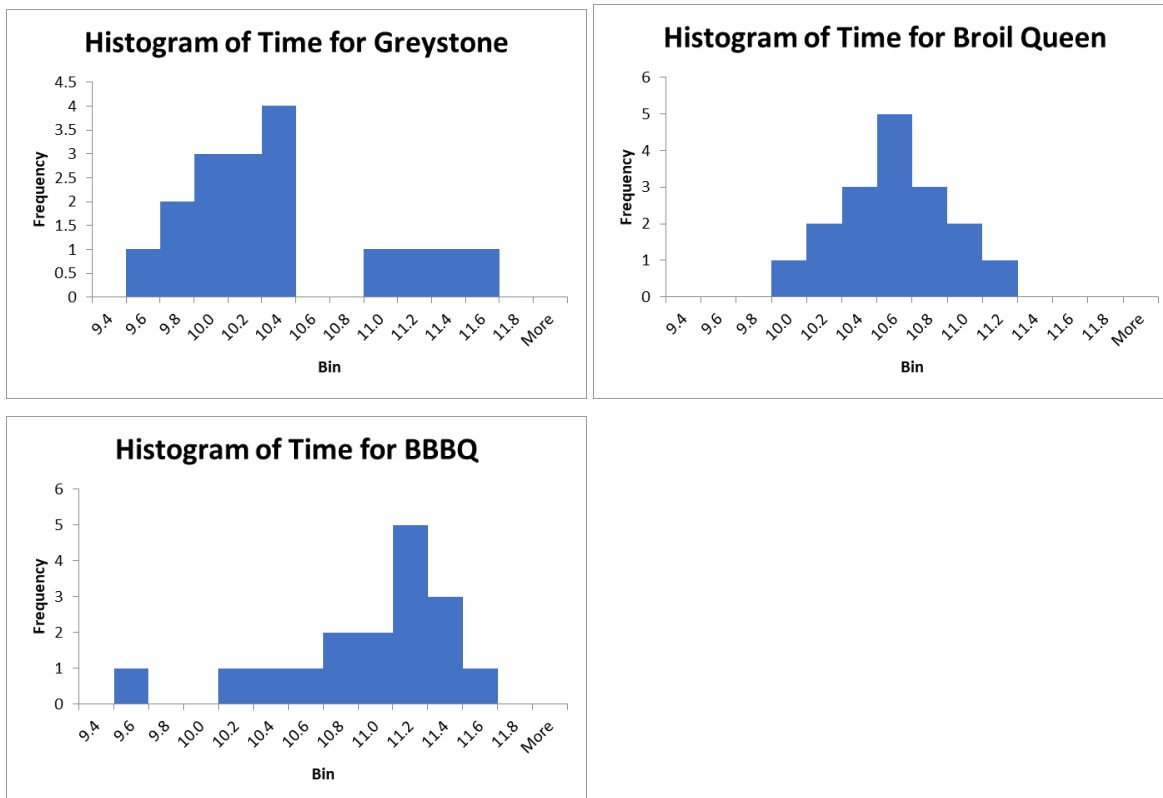 Histogram of Time for Greystone
4.5
4
3.5
3
2.5
2
1.5
1
0.5
0
Frequency
9.4 9.6 9.8 10.0 10.2 10.4 10.6 10.8 11.0 11.2 11.4 11.6 11.8 More
Bin
Histogram of Time for Broil Queen
6
5
4
3
2
1
0
Frequency
9.4 9.6 9.8 10.0 10.2 10.4 10.6 10.8 11.0 11.2 11.4 11.6 11.8 More
Bin
Histogram of Time for BBBQ
6
5
4
3
2
1
0
Frequency
9.4 9.6 9.8 10.0 10.2 10.4 10.6 10.8 11.0 11.2 11.4 11.6 11.8 More
Bin